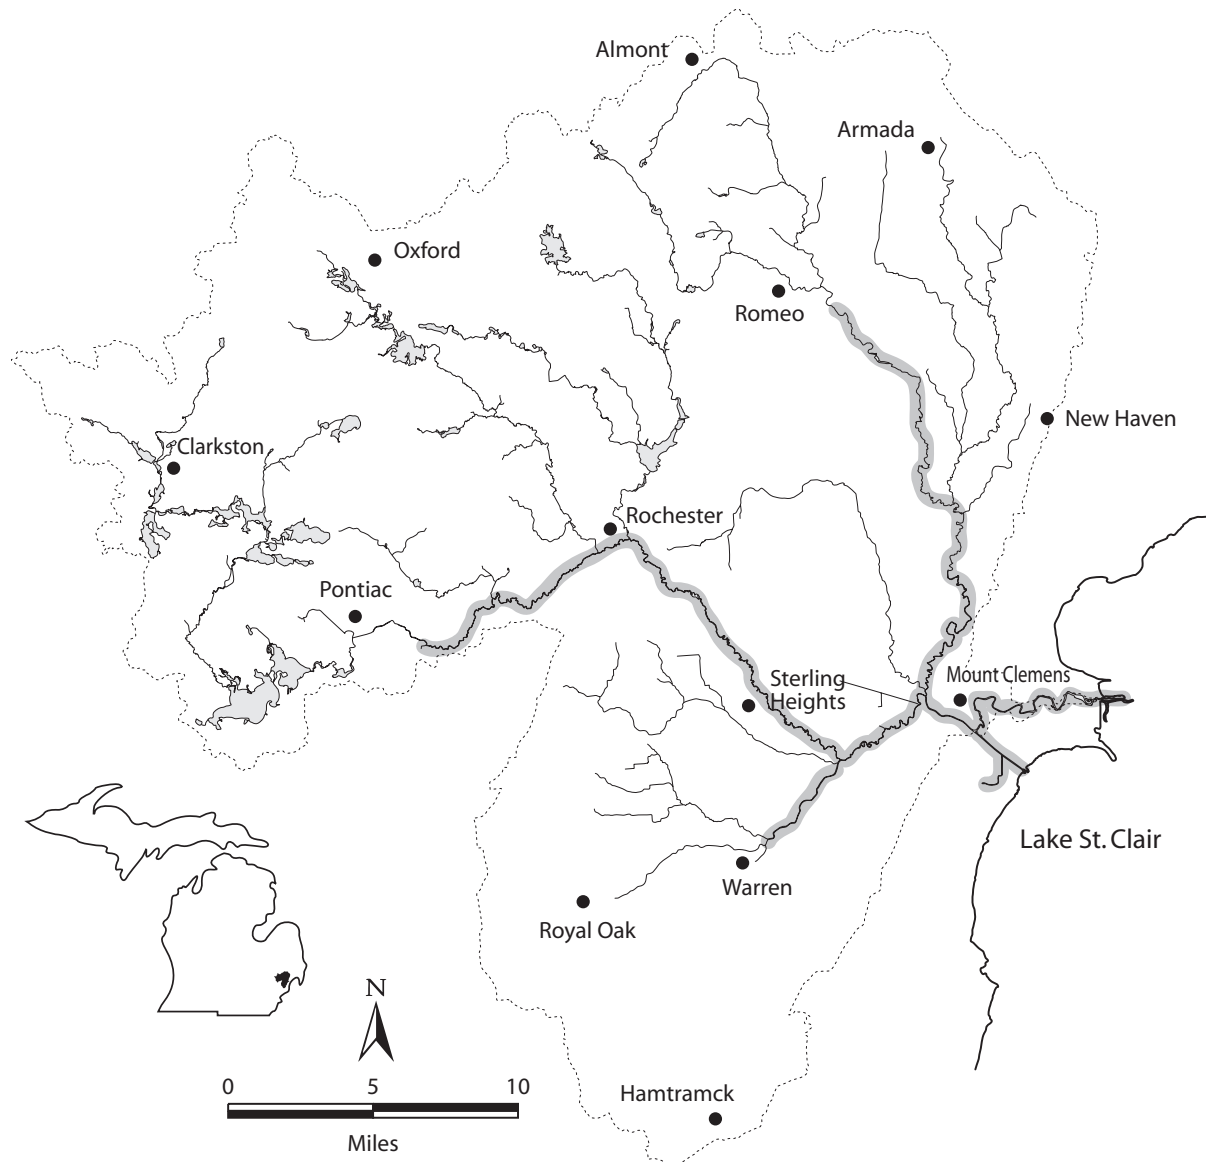 Almont
Armada
Oxford
Romeo
New Haven
Clarkston
Rochester
Pontiac
Mount Clemens
Sterling
Heights
Lake St. Clair
Warren
Royal Oak
N
0 5 10
Miles
Hamtramck